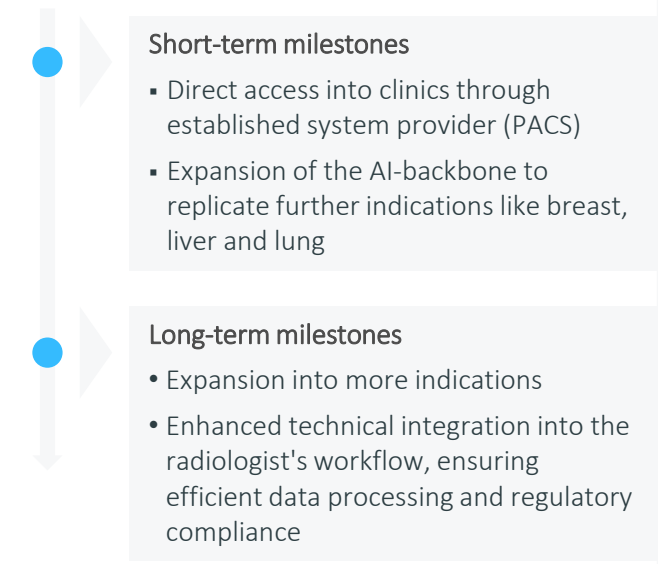 Short-term milestones
▪ Direct access into clinics through
established system provider (PACS)
▪ Expansion of the AI-backbone to
replicate further indications like breast,
liver and lung
Long-term milestones
• Expansion into more indications
• Enhanced technical integration into the
radiologist's workflow, ensuring
efficient data processing and regulatory
compliance